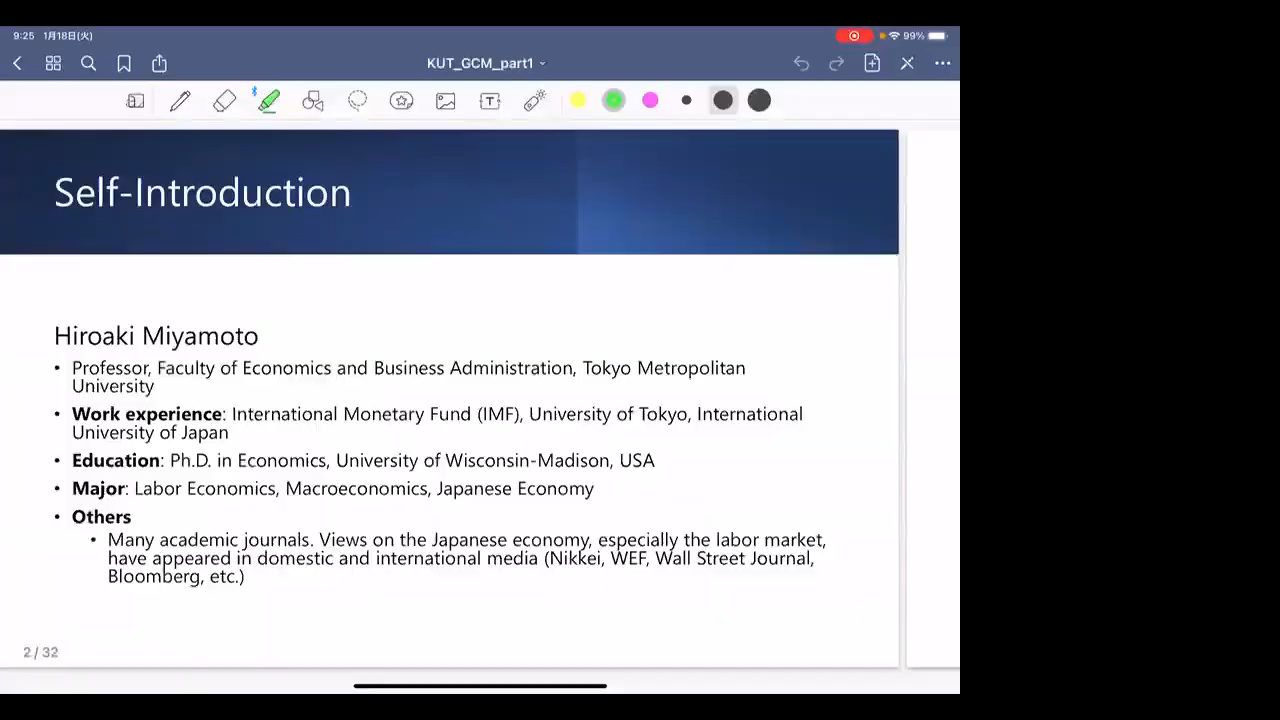 9:25 1月18日(火)
99%
KUT_GCM_part1
T
Self-Introduction
Hiroaki Miyamoto
• Professor, Faculty of Economics and Business Administration, Tokyo Metropolitan
University
• Work experience: International Monetary Fund (IMF), University of Tokyo, International
University of Japan
• Education: Ph.D. in Economics, University of Wisconsin-Madison, USA
• Major: Labor Economics, Macroeconomics, Japanese Economy
• Others
• Many academic journals. Views on the Japanese economy, especially the labor market,
have appeared in domestic and international media (Nikkei, WEF, Wall Street Journal,
Bloomberg, etc.)
2 / 32